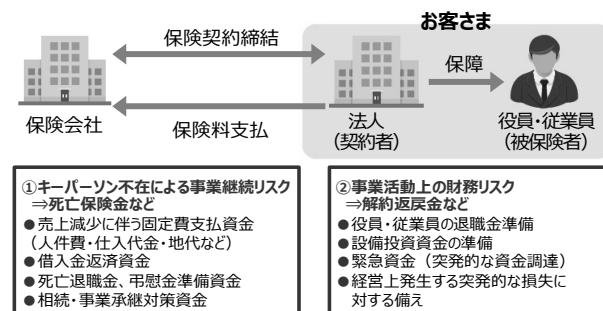 お客さま
保険契約締結
保障
保険料支払
保険会社
法人
（契約者）
役員・従業員
（被保険者）
①キーパーソン不在による事業継続リスク
⇒死亡保険金など
●売上減少に伴う固定費支払資金
（人件費・仕入代金・地代など）
●借入金返済資金
●死亡退職金、弔慰金準備資金
●相続・事業承継対策資金
②事業活動上の財務リスク
⇒解約返戻金など
●役員・従業員の退職金準備
●設備投資資金の準備
●緊急資金（突発的な資金調達）
●経営上発生する突発的な損失に
対する備え